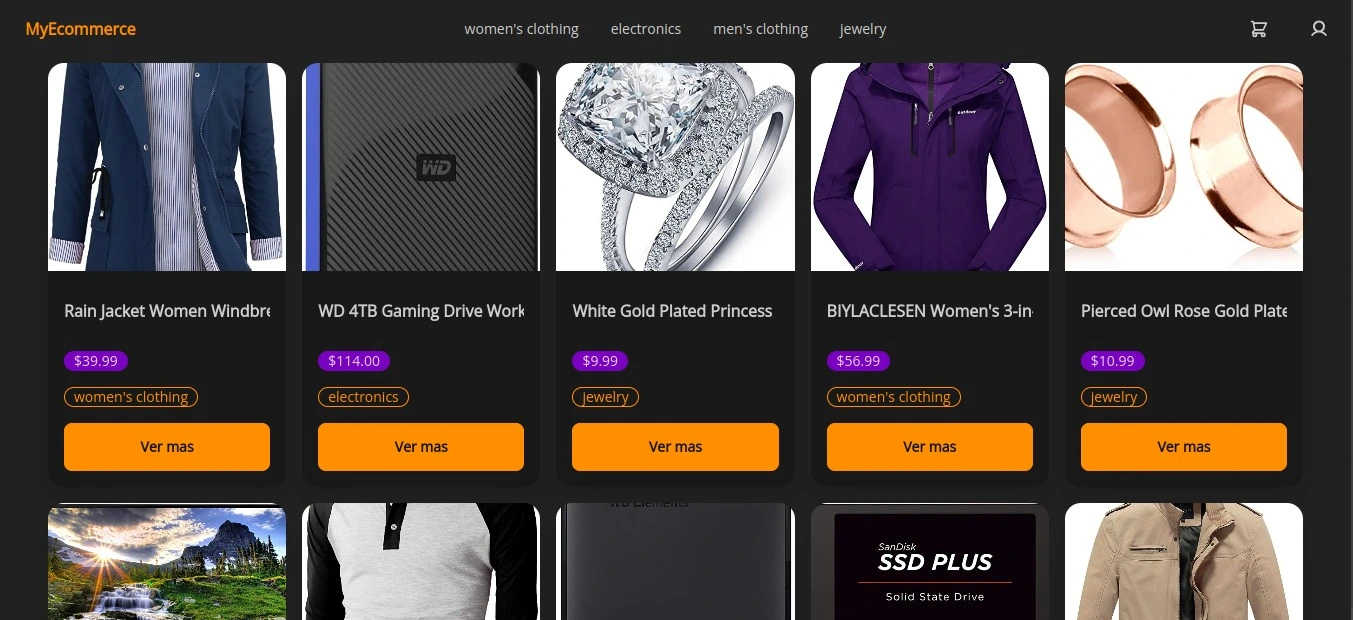 MyEcommerce
women's clothing
electronics
men's clothing
jewelry
WD
outdoor
Rain Jacket Women Windbre
WD 4TB Gaming Drive Work
White Gold Plated Princess
BIYLACLESEN Women's 3-in-
Pierced Owl Rose Gold Plate
$39.99
$114.00
$9.99
$56.99
$10.99
women's clothing
electronics
jewelry
women's clothing
jewelry
Ver mas
Ver mas
Ver mas
Ver mas
Ver mas
WD Elements
SanDisk
SSD PLUS
Solid State Drive